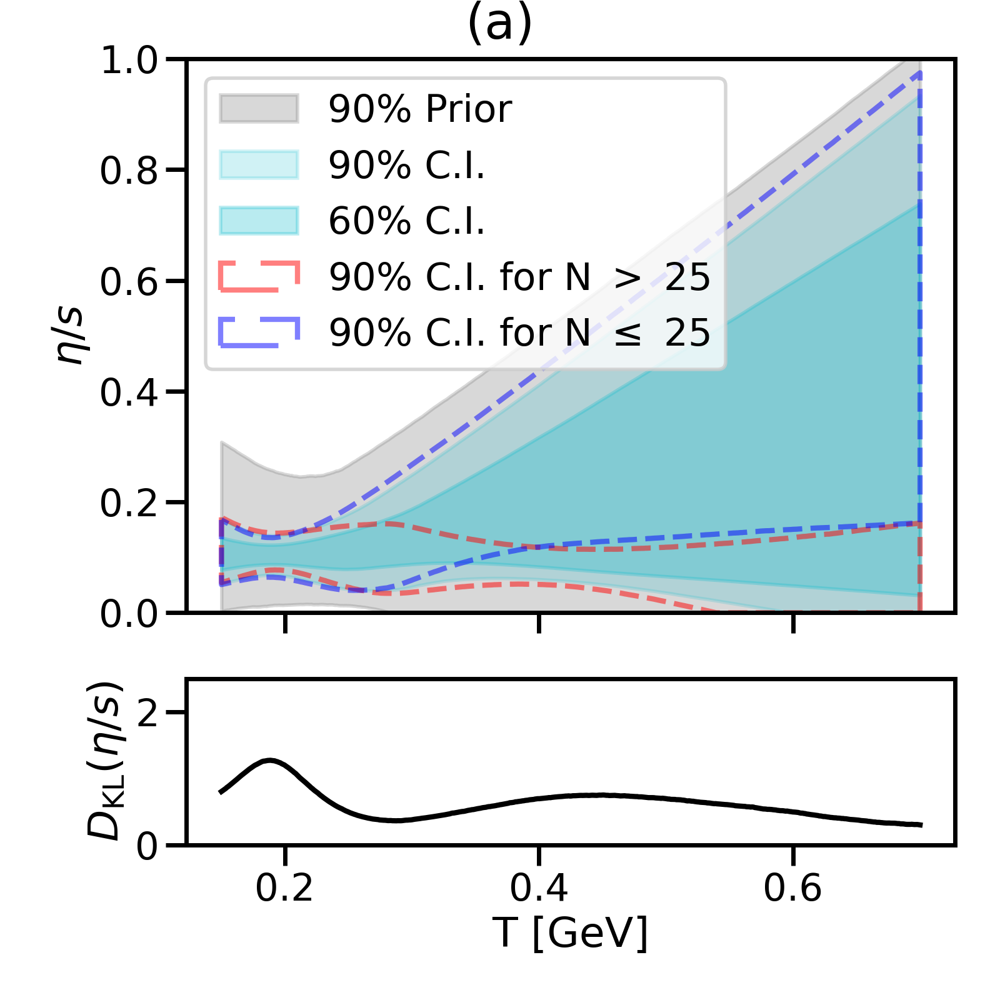 (a)
1.0
0.8
0.6
0.4
0.2
0.0
η/s
90% Prior
90% C.I.
60% C.I.
90% C.I. for N > 25
90% C.I. for N ≤ 25
D_KL(η/s)
2
0
0.2 0.4 0.6
T [GeV]